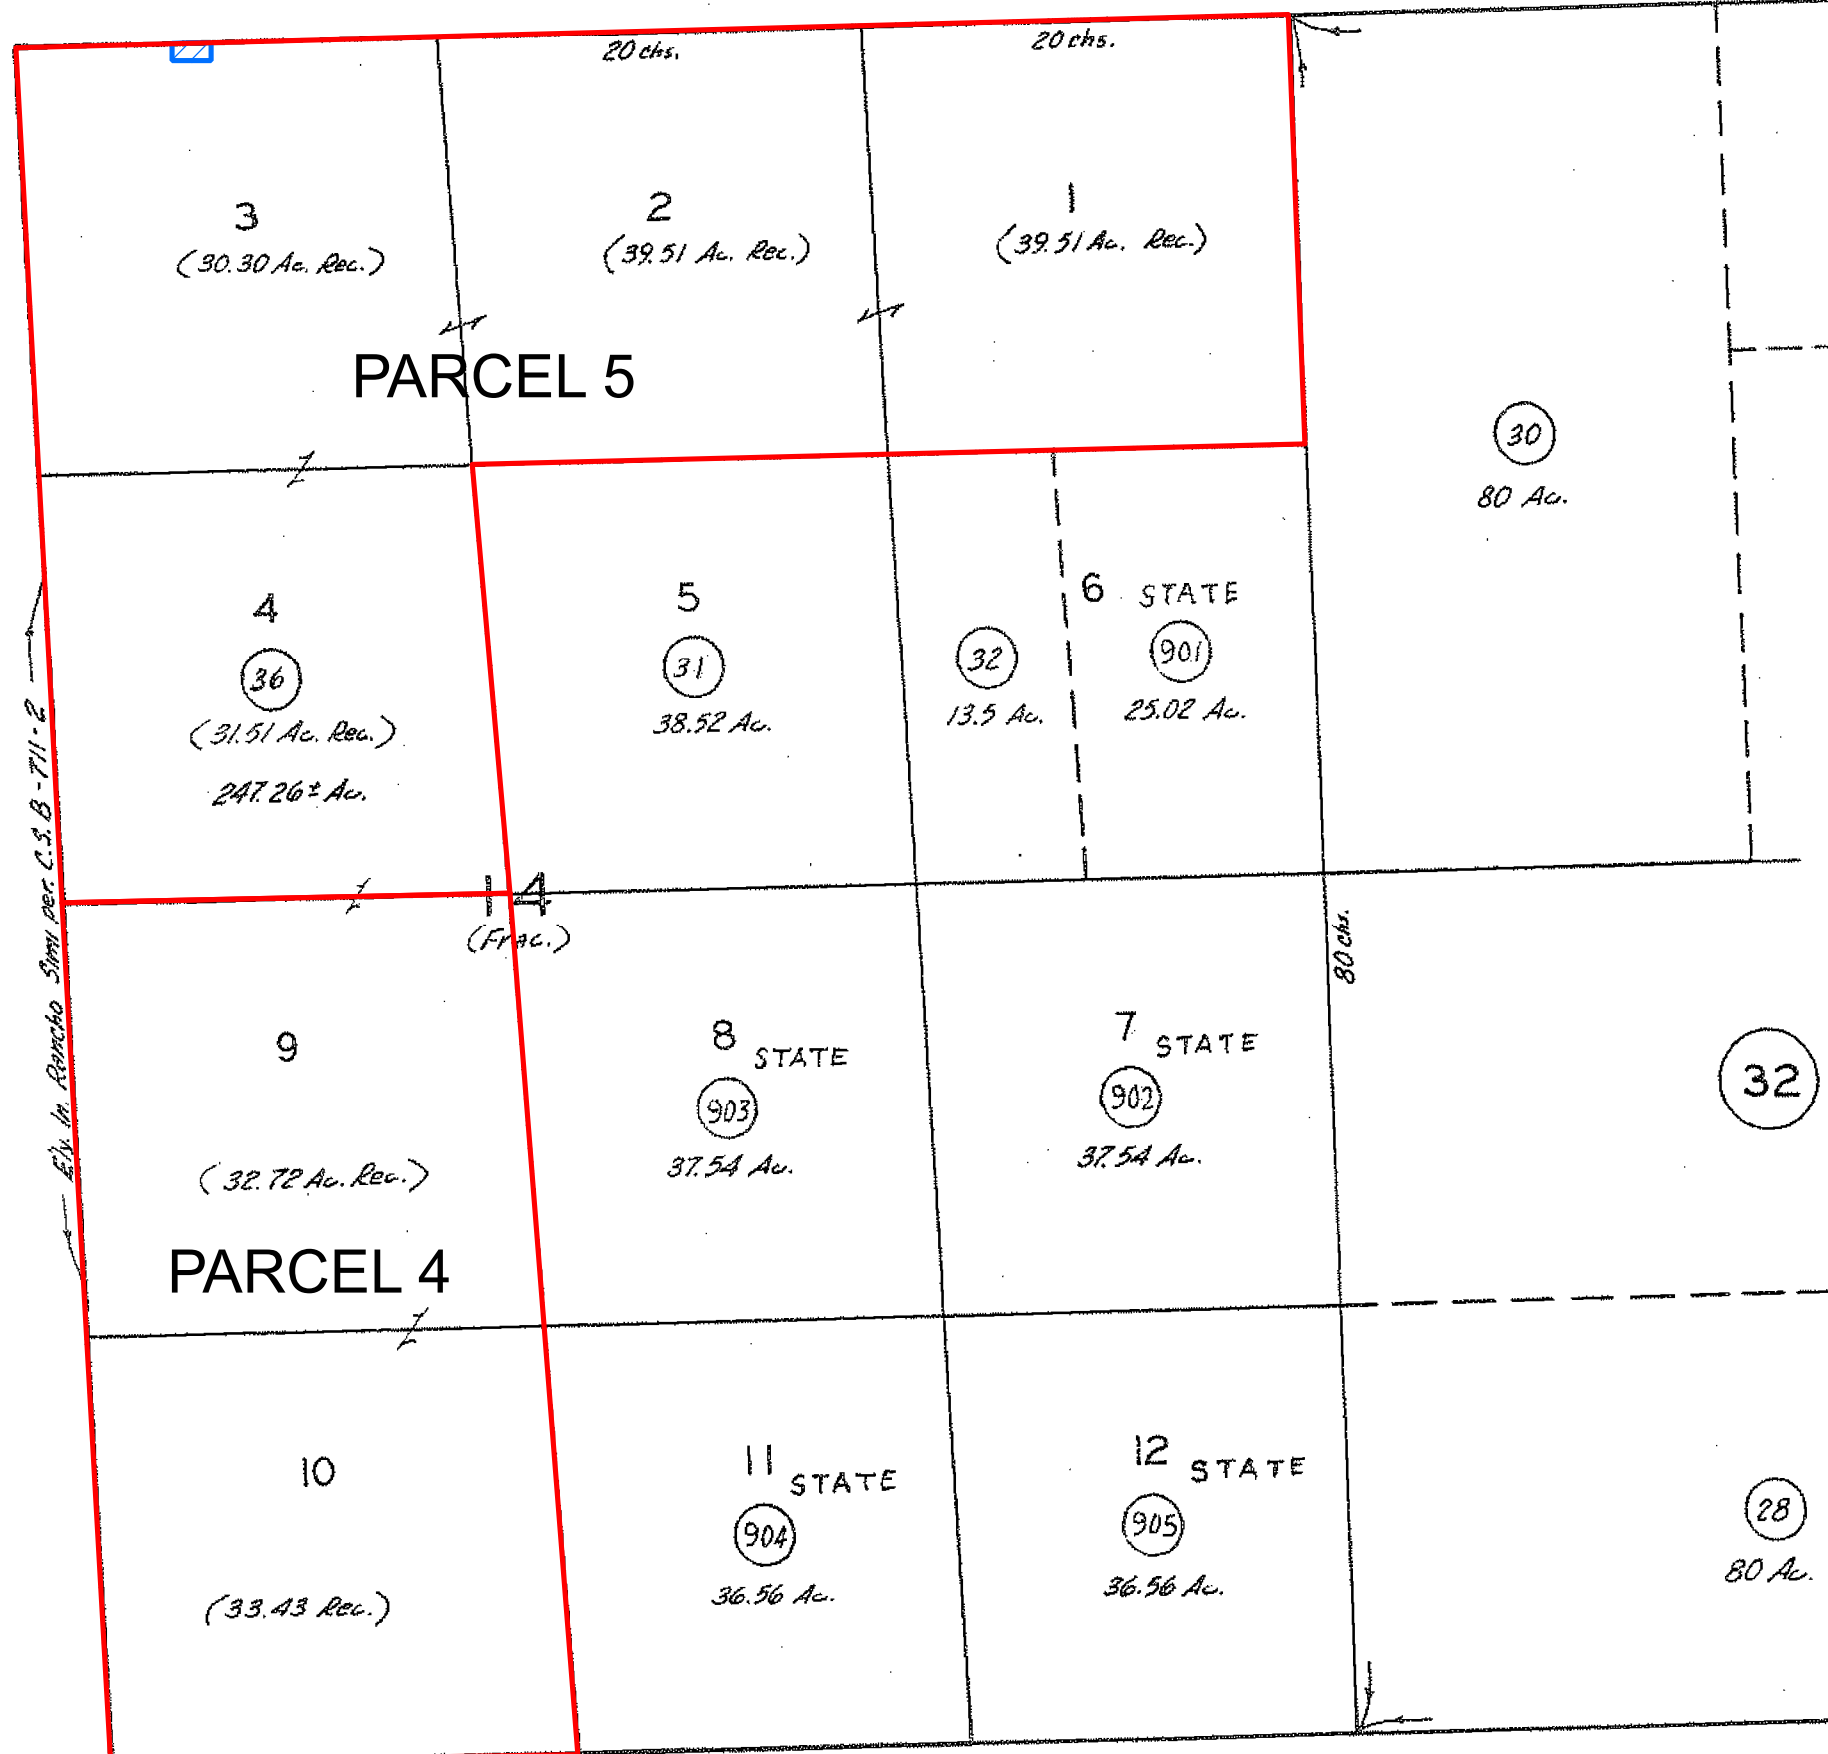 20 chs.
20 chs.
3
(30.30 Ac. Rec.)
2
(39.51 Ac. Rec.)
1
(39.51 Ac. Rec.)
PARCEL 5
30
80 Ac.
4
36
(31.51 Ac. Rec.)
247.26± Ac.
5
31
38.52 Ac.
32
13.5 Ac.
6 STATE
901
25.02 Ac.
Ely. ln. Rancho Simi per. C.S. B-711-2
14
(Frac.)
80 chs.
9
(32.72 Ac. Rec.)
8 STATE
903
37.54 Ac.
7 STATE
902
37.54 Ac.
32
PARCEL 4
10
(33.43 Rec.)
11 STATE
904
36.56 Ac.
12 STATE
905
36.56 Ac.
28
80 Ac.